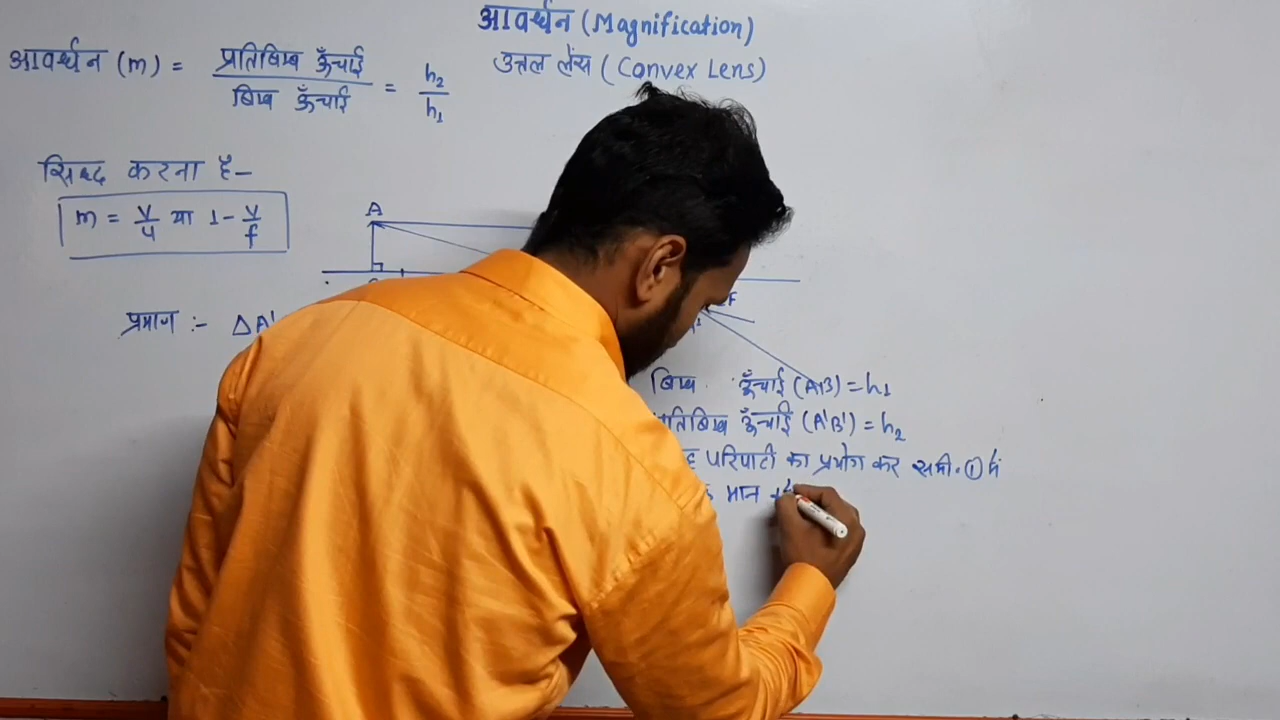 आवर्धन (Magnification)
उत्तल लेंस (Convex Lens)
आवर्धन (m) = प्रतिबिम्ब ऊँचाई / बिम्ब ऊँचाई = h₂ / h₁
सिद्ध करना है–
m = v/u या 1 - v/f
A
F
प्रमाण :- ΔA'
बिम्ब ऊँचाई (AB) = h₁
ऊँचाई (A'B') = h₂
परिपाटी का प्रयोग कर समी. ① में
मान